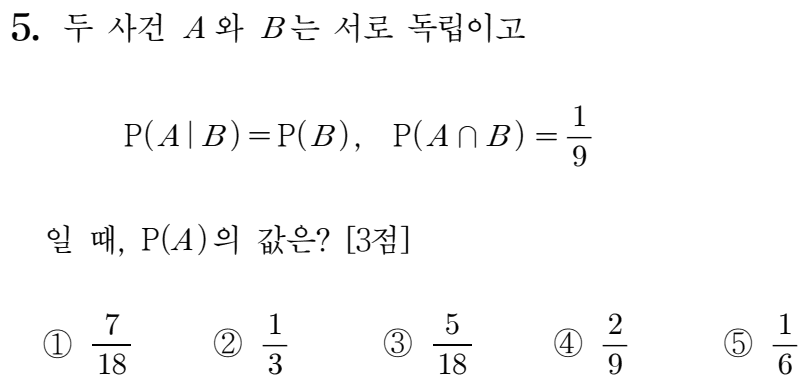 5. 두 사건 A와 B는 서로 독립이고
P(A|B)=P(B), P(A∩B)=1/9
일 때, P(A)의 값은? [3점]
① 7/18 ② 1/3 ③ 5/18 ④ 2/9 ⑤ 1/6